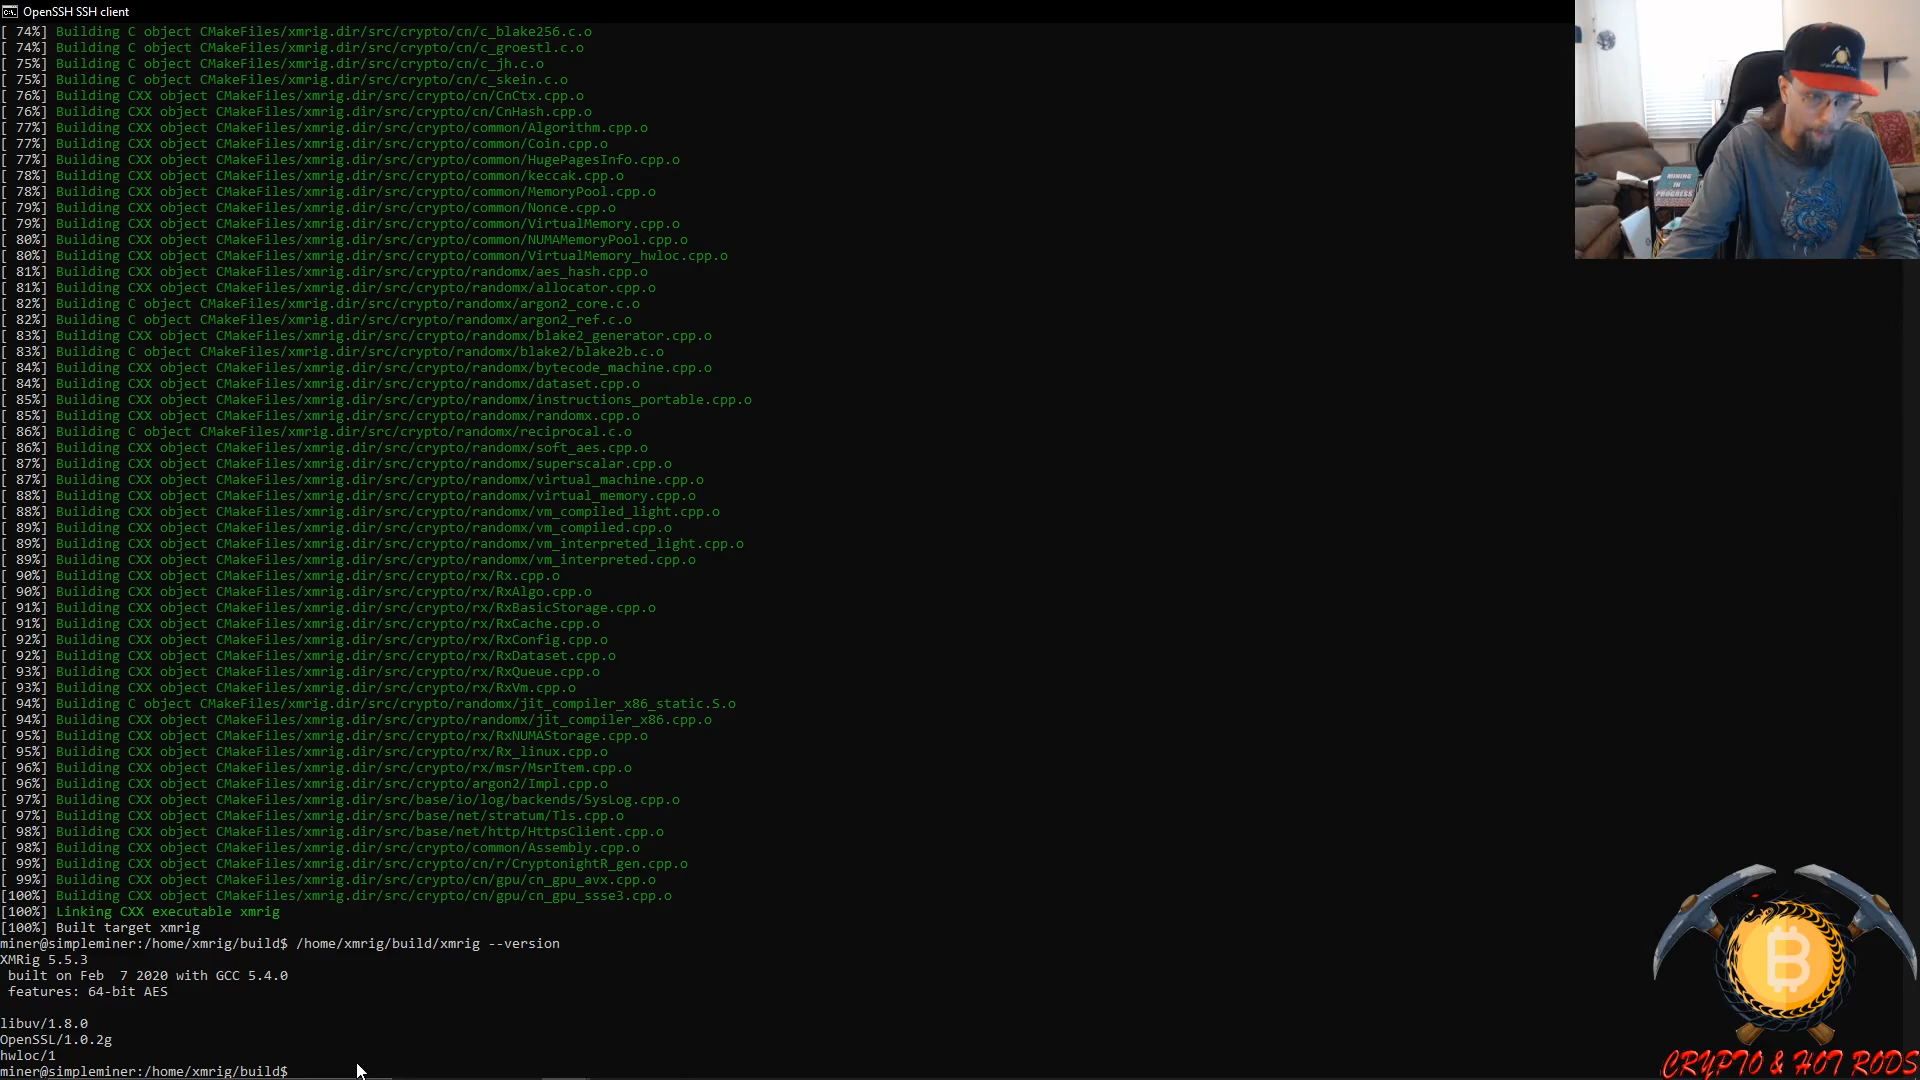 OpenSSH SSH client
[ 74%] Building C object CMakeFiles/xmrig.dir/src/crypto/cn/c_blake256.c.o
[ 74%] Building C object CMakeFiles/xmrig.dir/src/crypto/cn/c_groestl.c.o
[ 75%] Building C object CMakeFiles/xmrig.dir/src/crypto/cn/c_jh.c.o
[ 75%] Building C object CMakeFiles/xmrig.dir/src/crypto/cn/c_skein.c.o
[ 76%] Building CXX object CMakeFiles/xmrig.dir/src/crypto/cn/CnCtx.cpp.o
[ 76%] Building CXX object CMakeFiles/xmrig.dir/src/crypto/cn/CnHash.cpp.o
[ 77%] Building CXX object CMakeFiles/xmrig.dir/src/crypto/common/Algorithm.cpp.o
[ 77%] Building CXX object CMakeFiles/xmrig.dir/src/crypto/common/Coin.cpp.o
[ 77%] Building CXX object CMakeFiles/xmrig.dir/src/crypto/common/HugePagesInfo.cpp.o
[ 78%] Building CXX object CMakeFiles/xmrig.dir/src/crypto/common/keccak.cpp.o
[ 78%] Building CXX object CMakeFiles/xmrig.dir/src/crypto/common/MemoryPool.cpp.o
[ 79%] Building CXX object CMakeFiles/xmrig.dir/src/crypto/common/Nonce.cpp.o
[ 79%] Building CXX object CMakeFiles/xmrig.dir/src/crypto/common/VirtualMemory.cpp.o
[ 80%] Building CXX object CMakeFiles/xmrig.dir/src/crypto/common/NUMAMemoryPool.cpp.o
[ 80%] Building CXX object CMakeFiles/xmrig.dir/src/crypto/common/VirtualMemory_hwloc.cpp.o
[ 81%] Building CXX object CMakeFiles/xmrig.dir/src/crypto/randomx/aes_hash.cpp.o
[ 81%] Building CXX object CMakeFiles/xmrig.dir/src/crypto/randomx/allocator.cpp.o
[ 82%] Building C object CMakeFiles/xmrig.dir/src/crypto/randomx/argon2_core.c.o
[ 82%] Building C object CMakeFiles/xmrig.dir/src/crypto/randomx/argon2_ref.c.o
[ 83%] Building CXX object CMakeFiles/xmrig.dir/src/crypto/randomx/blake2_generator.cpp.o
[ 83%] Building C object CMakeFiles/xmrig.dir/src/crypto/randomx/blake2/blake2b.c.o
[ 84%] Building CXX object CMakeFiles/xmrig.dir/src/crypto/randomx/bytecode_machine.cpp.o
[ 84%] Building CXX object CMakeFiles/xmrig.dir/src/crypto/randomx/dataset.cpp.o
[ 85%] Building CXX object CMakeFiles/xmrig.dir/src/crypto/randomx/instructions_portable.cpp.o
[ 85%] Building CXX object CMakeFiles/xmrig.dir/src/crypto/randomx/randomx.cpp.o
[ 86%] Building C object CMakeFiles/xmrig.dir/src/crypto/randomx/reciprocal.c.o
[ 86%] Building CXX object CMakeFiles/xmrig.dir/src/crypto/randomx/soft_aes.cpp.o
[ 87%] Building CXX object CMakeFiles/xmrig.dir/src/crypto/randomx/superscalar.cpp.o
[ 87%] Building CXX object CMakeFiles/xmrig.dir/src/crypto/randomx/virtual_machine.cpp.o
[ 88%] Building CXX object CMakeFiles/xmrig.dir/src/crypto/randomx/virtual_memory.cpp.o
[ 88%] Building CXX object CMakeFiles/xmrig.dir/src/crypto/randomx/vm_compiled_light.cpp.o
[ 89%] Building CXX object CMakeFiles/xmrig.dir/src/crypto/randomx/vm_compiled.cpp.o
[ 89%] Building CXX object CMakeFiles/xmrig.dir/src/crypto/randomx/vm_interpreted_light.cpp.o
[ 89%] Building CXX object CMakeFiles/xmrig.dir/src/crypto/randomx/vm_interpreted.cpp.o
[ 90%] Building CXX object CMakeFiles/xmrig.dir/src/crypto/rx/Rx.cpp.o
[ 90%] Building CXX object CMakeFiles/xmrig.dir/src/crypto/rx/RxAlgo.cpp.o
[ 91%] Building CXX object CMakeFiles/xmrig.dir/src/crypto/rx/RxBasicStorage.cpp.o
[ 91%] Building CXX object CMakeFiles/xmrig.dir/src/crypto/rx/RxCache.cpp.o
[ 92%] Building CXX object CMakeFiles/xmrig.dir/src/crypto/rx/RxConfig.cpp.o
[ 92%] Building CXX object CMakeFiles/xmrig.dir/src/crypto/rx/RxDataset.cpp.o
[ 93%] Building CXX object CMakeFiles/xmrig.dir/src/crypto/rx/RxQueue.cpp.o
[ 93%] Building CXX object CMakeFiles/xmrig.dir/src/crypto/rx/RxVm.cpp.o
[ 94%] Building C object CMakeFiles/xmrig.dir/src/crypto/randomx/jit_compiler_x86_static.S.o
[ 94%] Building CXX object CMakeFiles/xmrig.dir/src/crypto/randomx/jit_compiler_x86.cpp.o
[ 95%] Building CXX object CMakeFiles/xmrig.dir/src/crypto/rx/RxNUMAStorage.cpp.o
[ 95%] Building CXX object CMakeFiles/xmrig.dir/src/crypto/rx/Rx_linux.cpp.o
[ 96%] Building CXX object CMakeFiles/xmrig.dir/src/crypto/rx/msr/MsrItem.cpp.o
[ 96%] Building CXX object CMakeFiles/xmrig.dir/src/crypto/argon2/Impl.cpp.o
[ 97%] Building CXX object CMakeFiles/xmrig.dir/src/base/io/log/backends/SysLog.cpp.o
[ 97%] Building CXX object CMakeFiles/xmrig.dir/src/base/net/stratum/Tls.cpp.o
[ 98%] Building CXX object CMakeFiles/xmrig.dir/src/base/net/http/HttpsClient.cpp.o
[ 98%] Building CXX object CMakeFiles/xmrig.dir/src/crypto/common/Assembly.cpp.o
[ 99%] Building CXX object CMakeFiles/xmrig.dir/src/crypto/cn/r/CryptonightR_gen.cpp.o
[ 99%] Building CXX object CMakeFiles/xmrig.dir/src/crypto/cn/gpu/cn_gpu_avx.cpp.o
[100%] Building CXX object CMakeFiles/xmrig.dir/src/crypto/cn/gpu/cn_gpu_ssse3.cpp.o
[100%] Linking CXX executable xmrig
[100%] Built target xmrig
miner@simpleminer:/home/xmrig/build$ /home/xmrig/build/xmrig --version
XMRig 5.5.3
built on Feb  7 2020 with GCC 5.4.0
features: 64-bit AES
libuv/1.8.0
OpenSSL/1.0.2g
hwloc/1
miner@simpleminer:/home/xmrig/build$
MINING
IN
PROGRESS
CRYPTO & HOT RODS